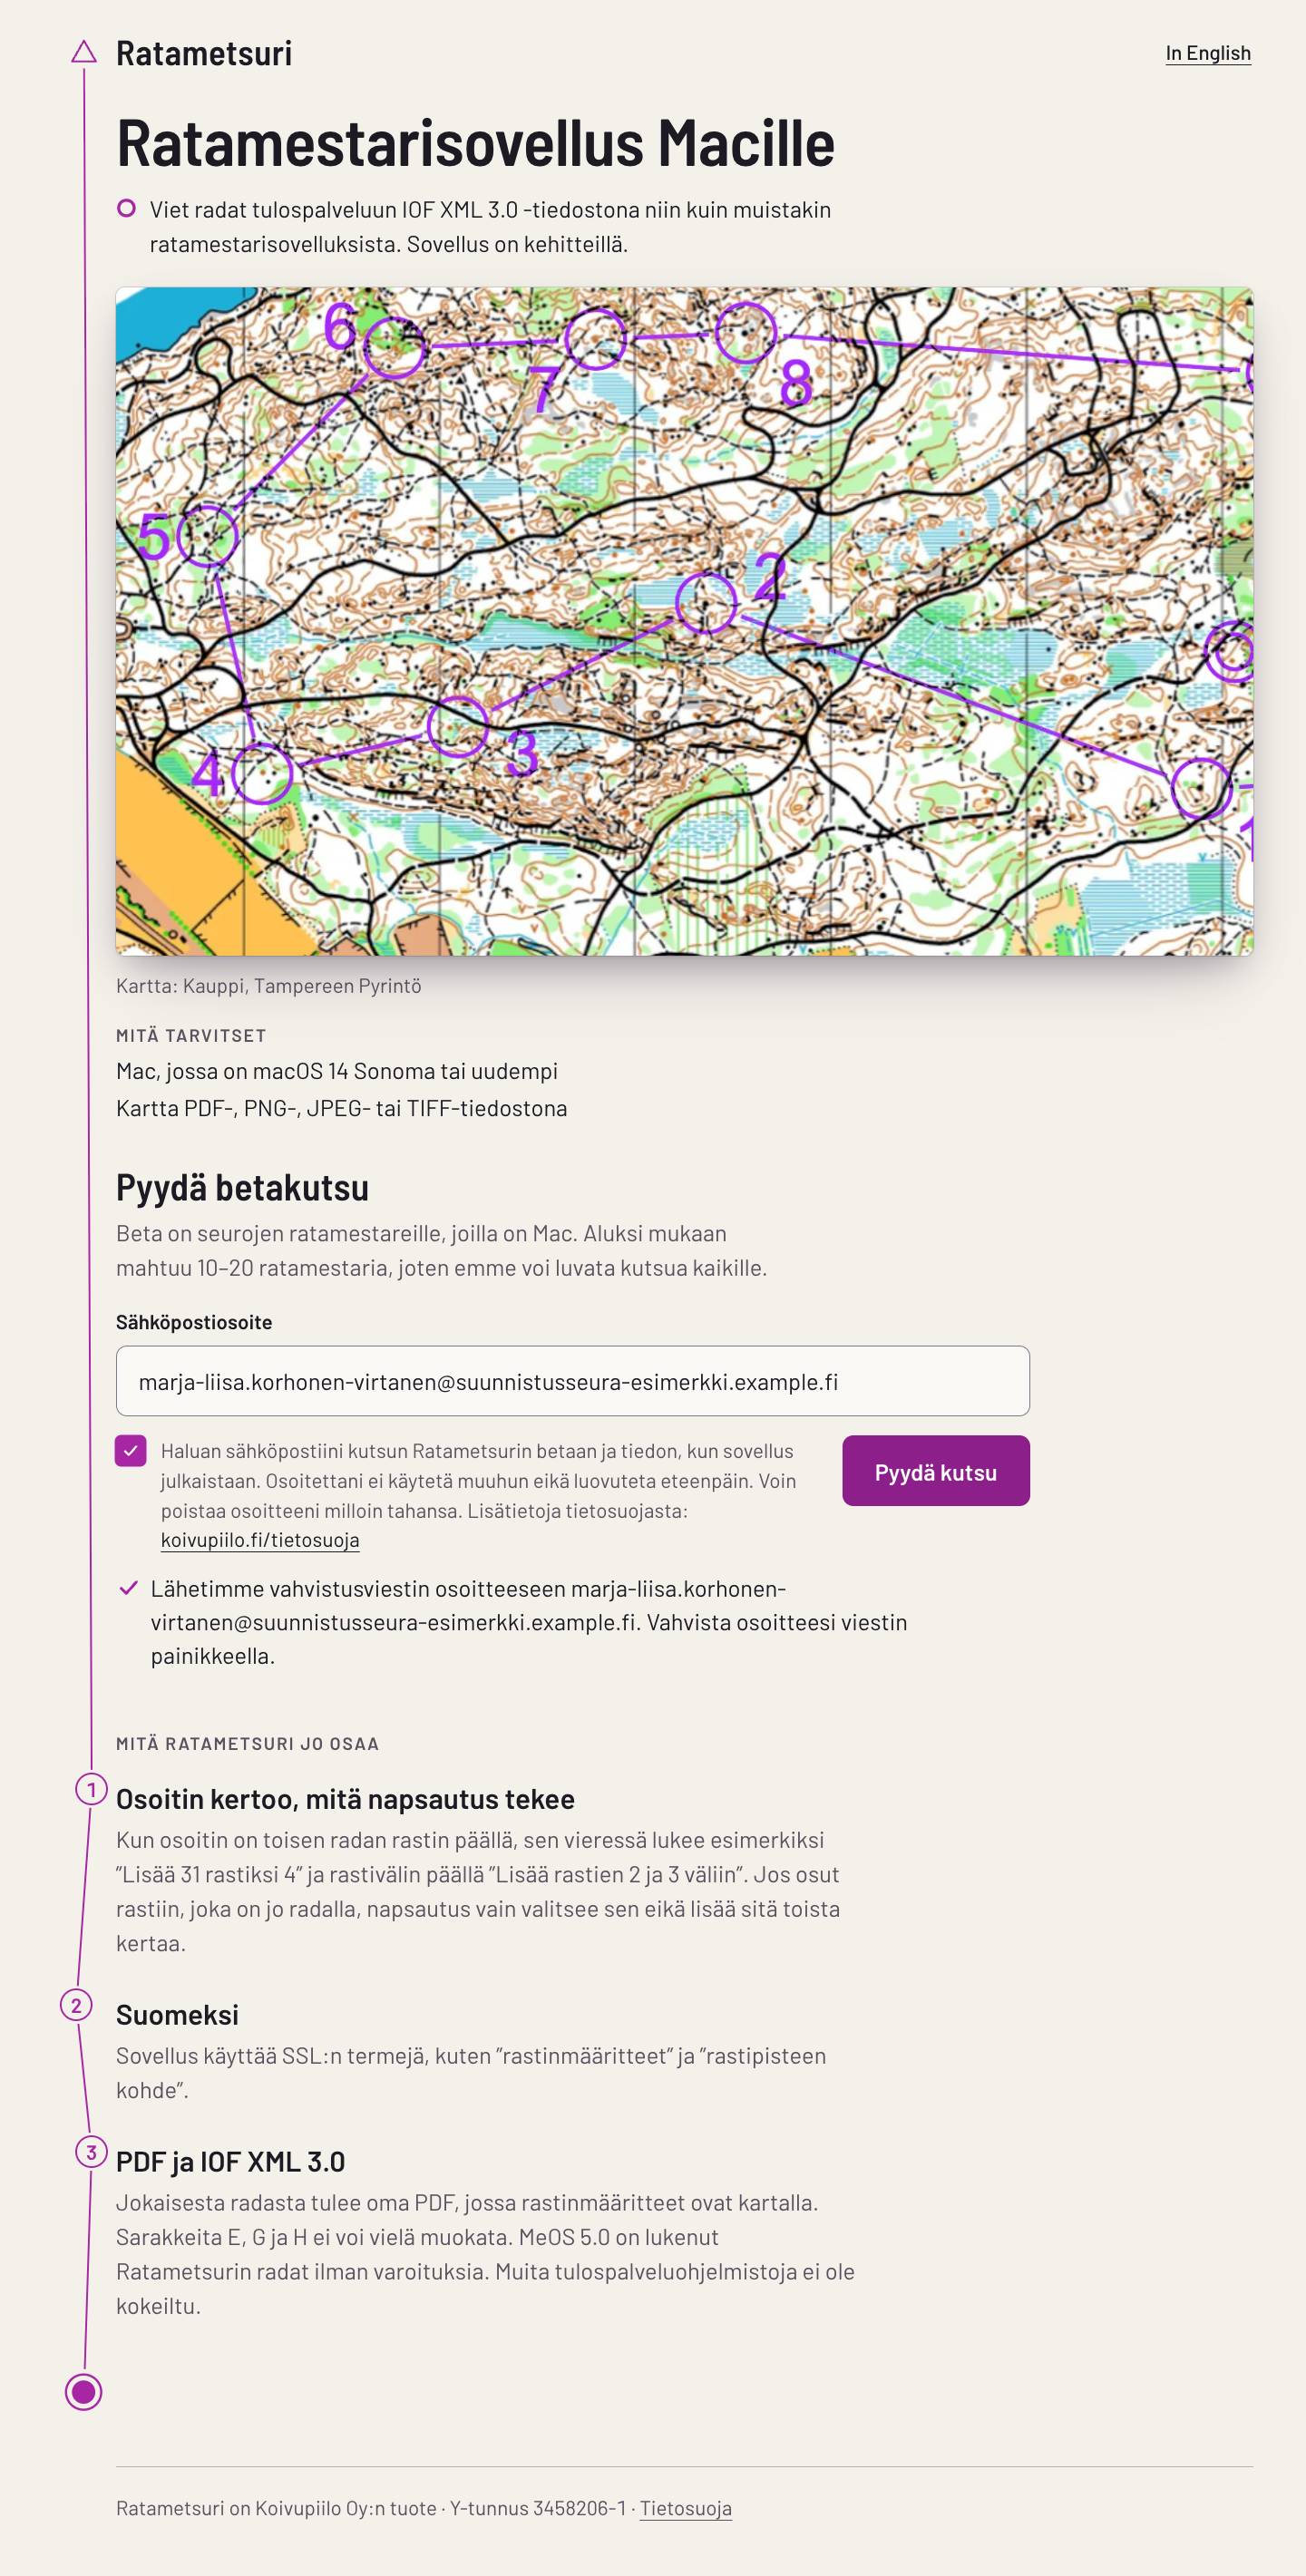 Ratametsuri
In English
Ratamestarisovellus Macille
Viet radat tulospalveluun IOF XML 3.0 -tiedostona niin kuin muistakin
ratamestarisovelluksista. Sovellus on kehitteillä.
6
7
8
5
2
4
3
1
Kartta: Kauppi, Tampereen Pyrintö
MITÄ TARVITSET
Mac, jossa on macOS 14 Sonoma tai uudempi
Kartta PDF-, PNG-, JPEG- tai TIFF-tiedostona
Pyydä betakutsu
Beta on seurojen ratamestareille, joilla on Mac. Aluksi mukaan
mahtuu 10–20 ratamestaria, joten emme voi luvata kutsua kaikille.
Sähköpostiosoite
marja-liisa.korhonen-virtanen@suunnistusseura-esimerkki.example.fi
Haluan sähköpostiini kutsun Ratametsurin betaan ja tiedon, kun sovellus
julkaistaan. Osoitettani ei käytetä muuhun eikä luovuteta eteenpäin. Voin
poistaa osoitteeni milloin tahansa. Lisätietoja tietosuojasta:
koivupiilo.fi/tietosuoja
Pyydä kutsu
Lähetimme vahvistusviestin osoitteeseen marja-liisa.korhonen-
virtanen@suunnistusseura-esimerkki.example.fi. Vahvista osoitteesi viestin
painikkeella.
MITÄ RATAMETSURI JO OSAA
1
Osoitin kertoo, mitä napsautus tekee
Kun osoitin on toisen radan rastin päällä, sen vieressä lukee esimerkiksi
”Lisää 31 rastiksi 4” ja rastivälin päällä ”Lisää rastien 2 ja 3 väliin”. Jos osut
rastiin, joka on jo radalla, napsautus vain valitsee sen eikä lisää sitä toista
kertaa.
2
Suomeksi
Sovellus käyttää SSL:n termejä, kuten ”rastinmääritteet” ja ”rastipisteen
kohde”.
3
PDF ja IOF XML 3.0
Jokaisesta radasta tulee oma PDF, jossa rastinmääritteet ovat kartalla.
Sarakkeita E, G ja H ei voi vielä muokata. MeOS 5.0 on lukenut
Ratametsurin radat ilman varoituksia. Muita tulospalveluohjelmistoja ei ole
kokeiltu.
Ratametsuri on Koivupiilo Oy:n tuote · Y-tunnus 3458206-1 · Tietosuoja